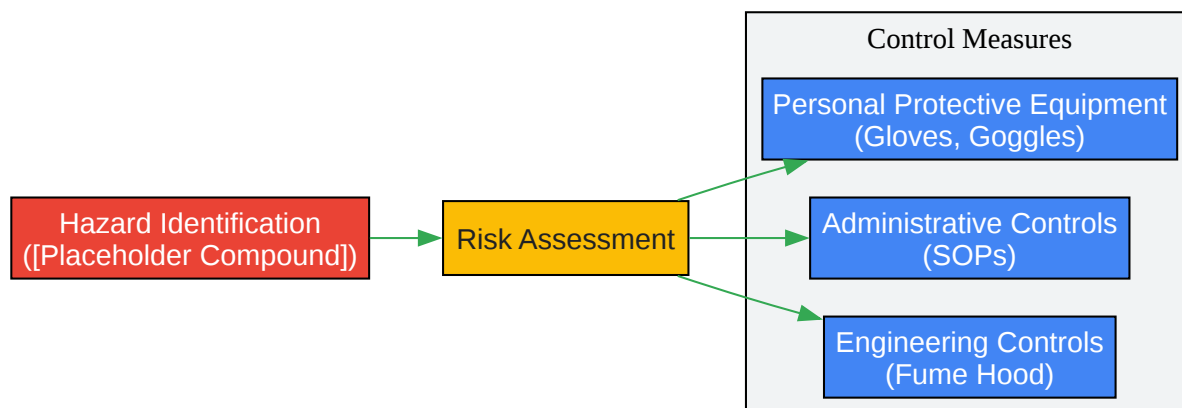 Control Measures
Personal Protective Equipment
(Gloves, Goggles)
Hazard Identification
([Placeholder Compound])
Risk Assessment
Administrative Controls
(SOPs)
Engineering Controls
(Fume Hood)